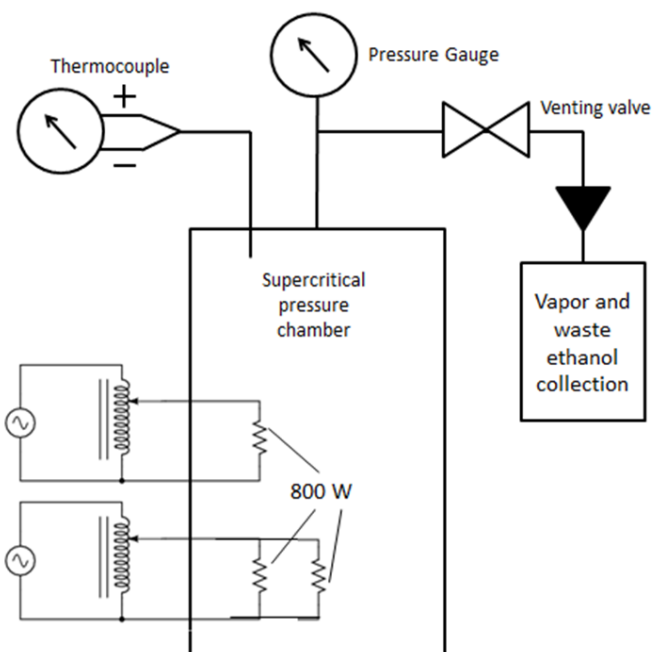 Pressure Gauge
Thermocouple
+
−
Venting valve
Supercritical
pressure
chamber
Vapor and
waste
ethanol
collection
800 W